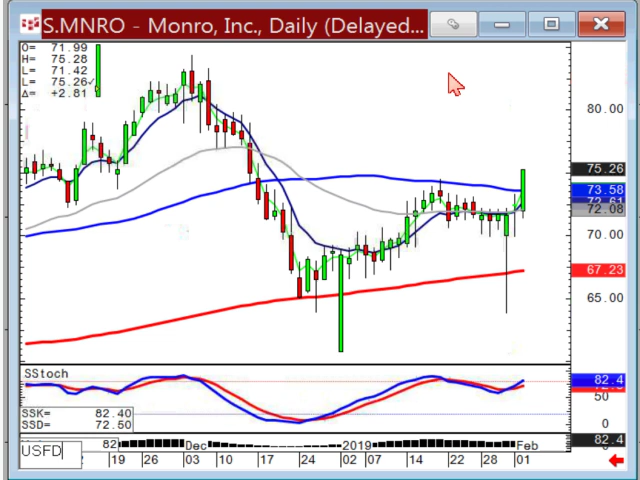 S.MNRO - Monro, Inc., Daily (Delayed...
O= 71.99
H= 75.28
L= 71.42
L= 75.26✓
Δ= +2.81
80.00
75.26
73.58
72.61
72.08
70.00
67.23
65.00
SStoch
82.4
50
SSK= 82.40
SSD= 72.50
0
82
Dec
2019
Feb
82.4
USFD
19 26 03 10 17 24 02 07 14 22 28 01